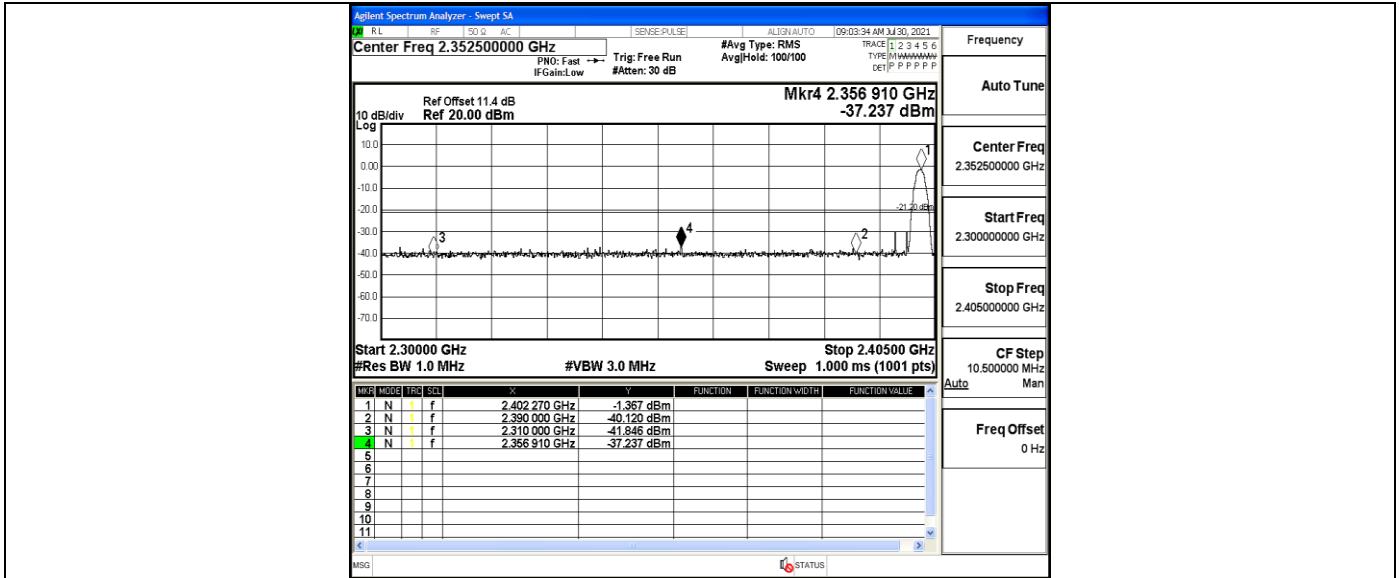 Agilent Spectrum Analyzer - Swept SA
RL RF 50 Ω AC SENSE:PULSE ALIGN AUTO 09:03:34 AM Jul 30, 2021
Center Freq 2.352500000 GHz
PNO: Fast
IFGain:Low
Trig: Free Run
#Atten: 30 dB
#Avg Type: RMS
Avg|Hold: 100/100
TRACE 1 2 3 4 5 6
TYPE M WWWWW
DET P P P P P P
Mkr4 2.356 910 GHz
-37.237 dBm
Ref Offset 11.4 dB
10 dB/div Ref 20.00 dBm
Log
10.0
0.00
-10.0
-20.0
-30.0
-40.0
-50.0
-60.0
-70.0
1
-21.20 dBm
3
4
2
Start 2.30000 GHz Stop 2.40500 GHz
#Res BW 1.0 MHz #VBW 3.0 MHz Sweep 1.000 ms (1001 pts)
MKR MODE TRC SCL X Y FUNCTION FUNCTION WIDTH FUNCTION VALUE
1 N 1 f 2.402 270 GHz -1.367 dBm
2 N 1 f 2.390 000 GHz -40.120 dBm
3 N 1 f 2.310 000 GHz -41.846 dBm
4 N 1 f 2.356 910 GHz -37.237 dBm
5
6
7
8
9
10
11
MSG STATUS
Frequency
Auto Tune
Center Freq
2.352500000 GHz
Start Freq
2.300000000 GHz
Stop Freq
2.405000000 GHz
CF Step
10.500000 MHz
Auto Man
Freq Offset
0 Hz